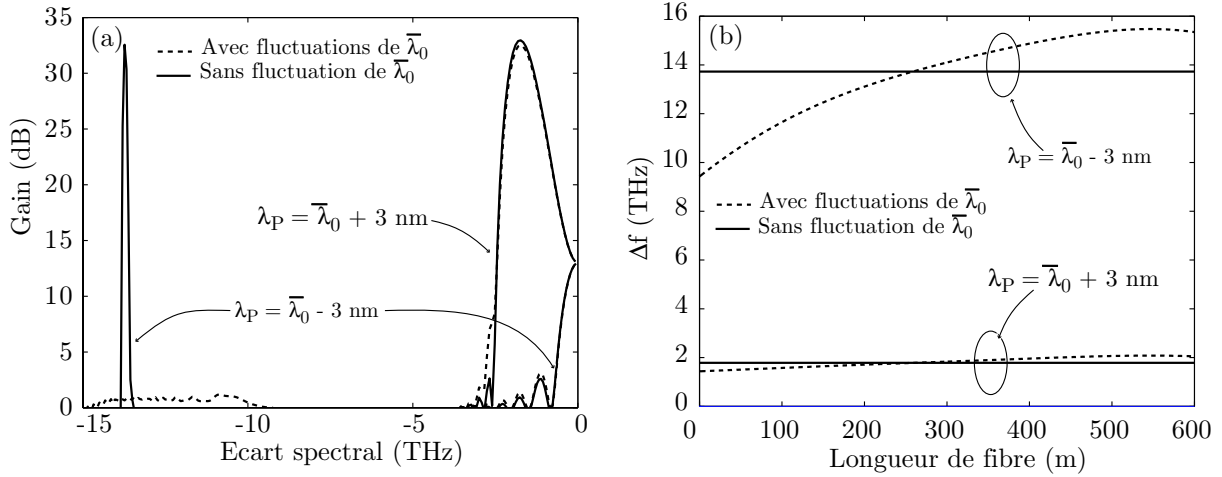 (a)
Avec fluctuations de λ̅₀
Sans fluctuation de λ̅₀
λP = λ̅₀ + 3 nm
λP = λ̅₀ - 3 nm
Gain (dB)
35
30
25
20
15
10
5
0
-15 -10 -5 0
Ecart spectral (THz)
(b)
λP = λ̅₀ - 3 nm
Avec fluctuations de λ̅₀
Sans fluctuation de λ̅₀
λP = λ̅₀ + 3 nm
Δf (THz)
16
14
12
10
8
6
4
2
0
0 100 200 300 400 500 600
Longueur de fibre (m)